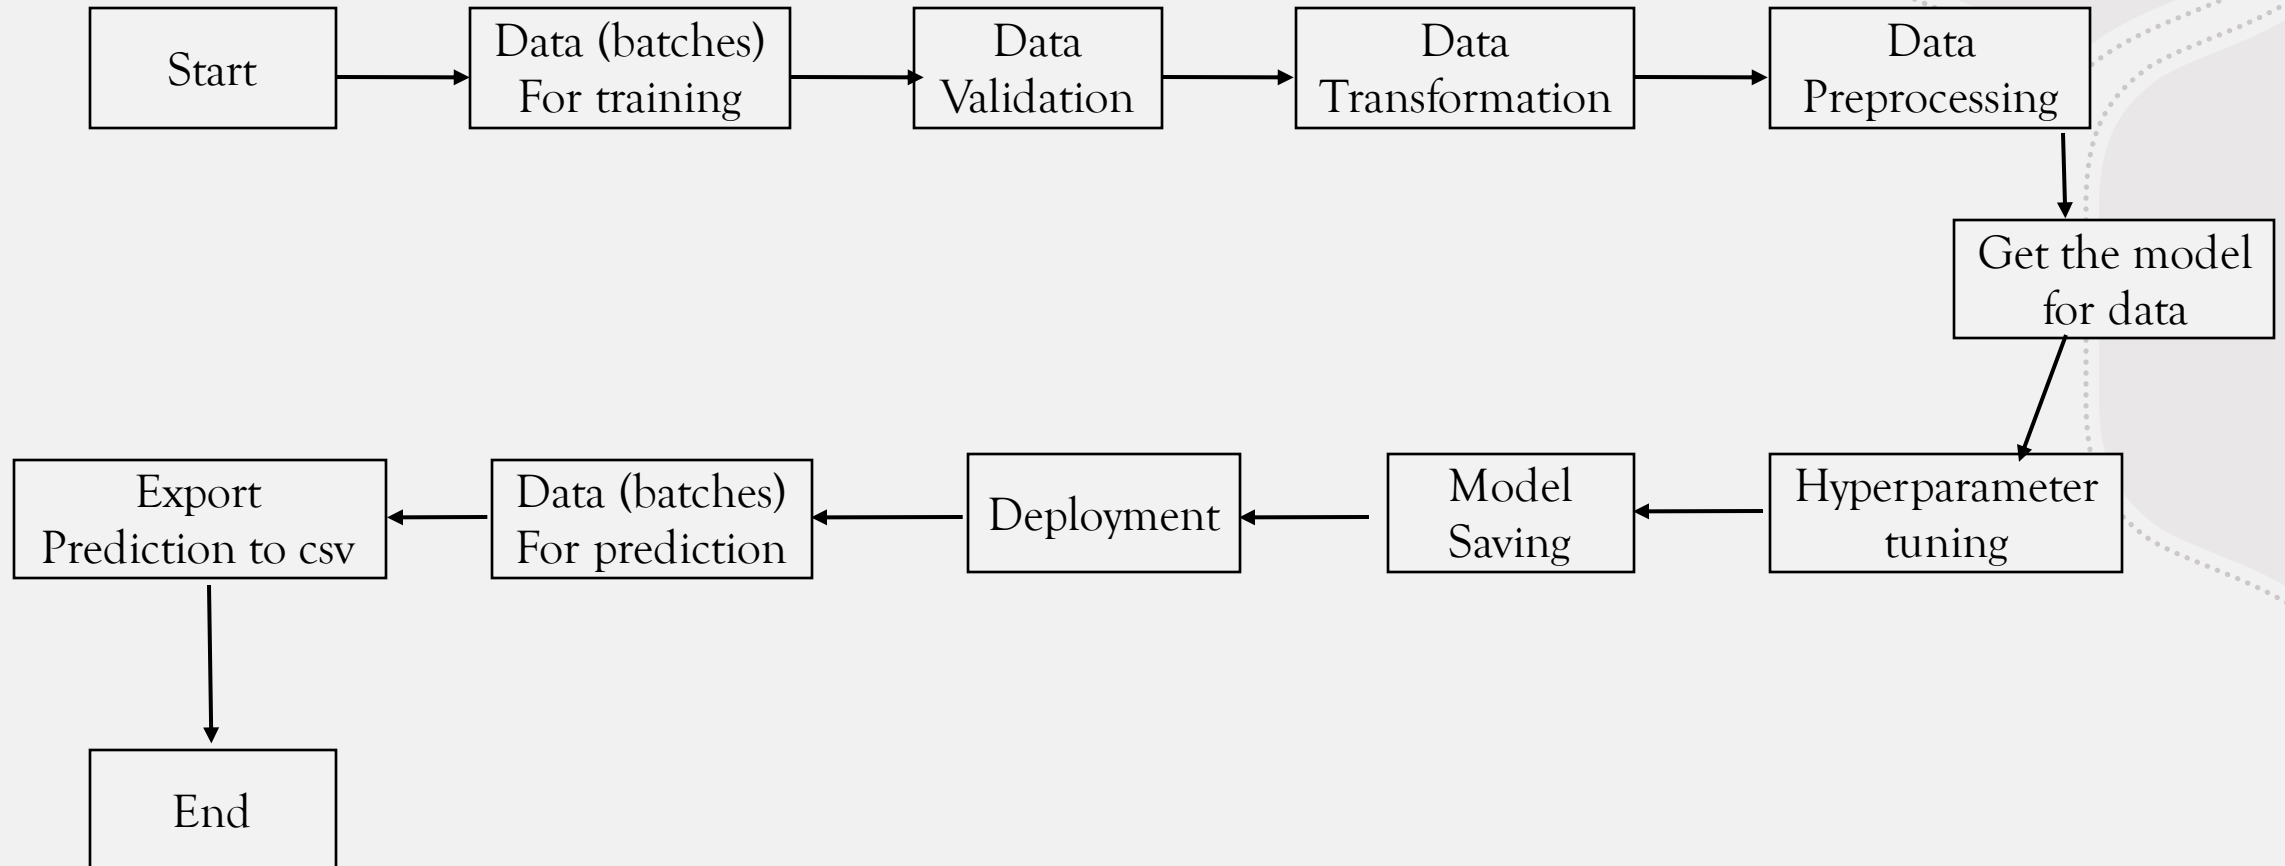 Start
Data (batches)
For training
Data
Validation
Data
Transformation
Data
Preprocessing
Get the model
for data
Hyperparameter
tuning
Model
Saving
Deployment
Data (batches)
For prediction
Export
Prediction to csv
End